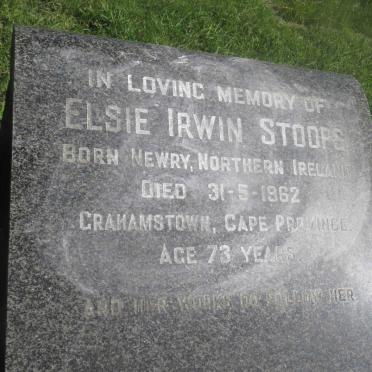 IN LOVING MEMORY OF
ELSIE IRWIN STOOPS
BORN NEWRY, NORTHERN IRELAND
DIED 31-5-1962
GRAHAMSTOWN, CAPE PROVINCE.
AGE 73 YEARS.
AND HER WORKS DO FOLLOW HER